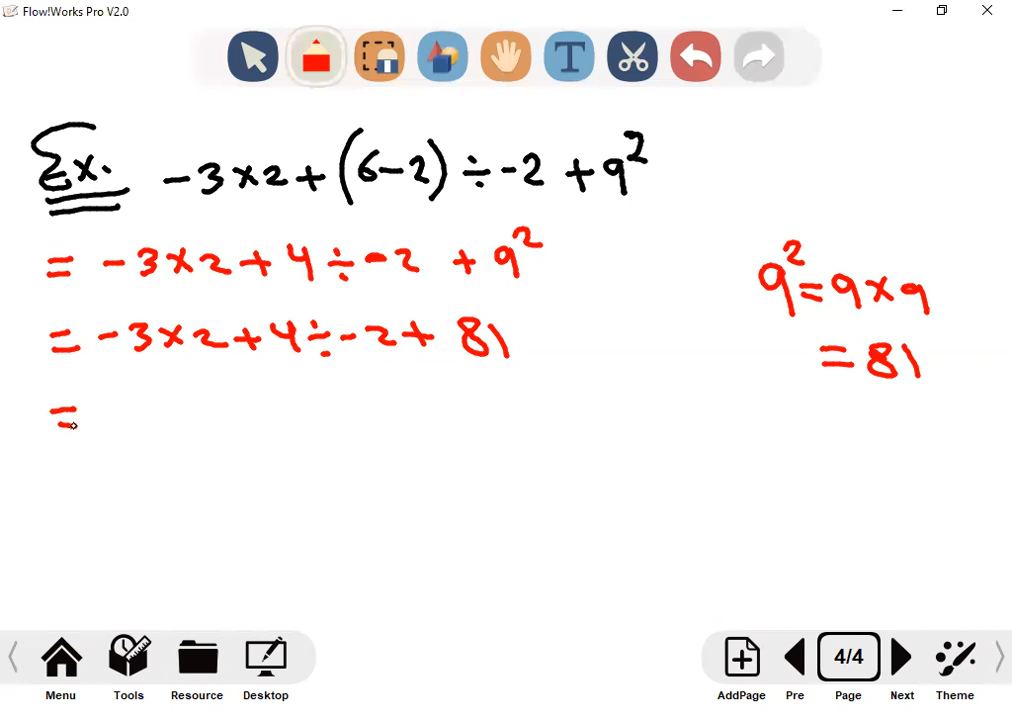 Flow!Works Pro V2.0
T
Ex. -3×2+(6-2)÷-2+9²
= -3×2+4÷-2+9²
9²=9×9
= -3×2+4÷-2+81
=81
=
4/4
Menu Tools Resource Desktop AddPage Pre Page Next Theme